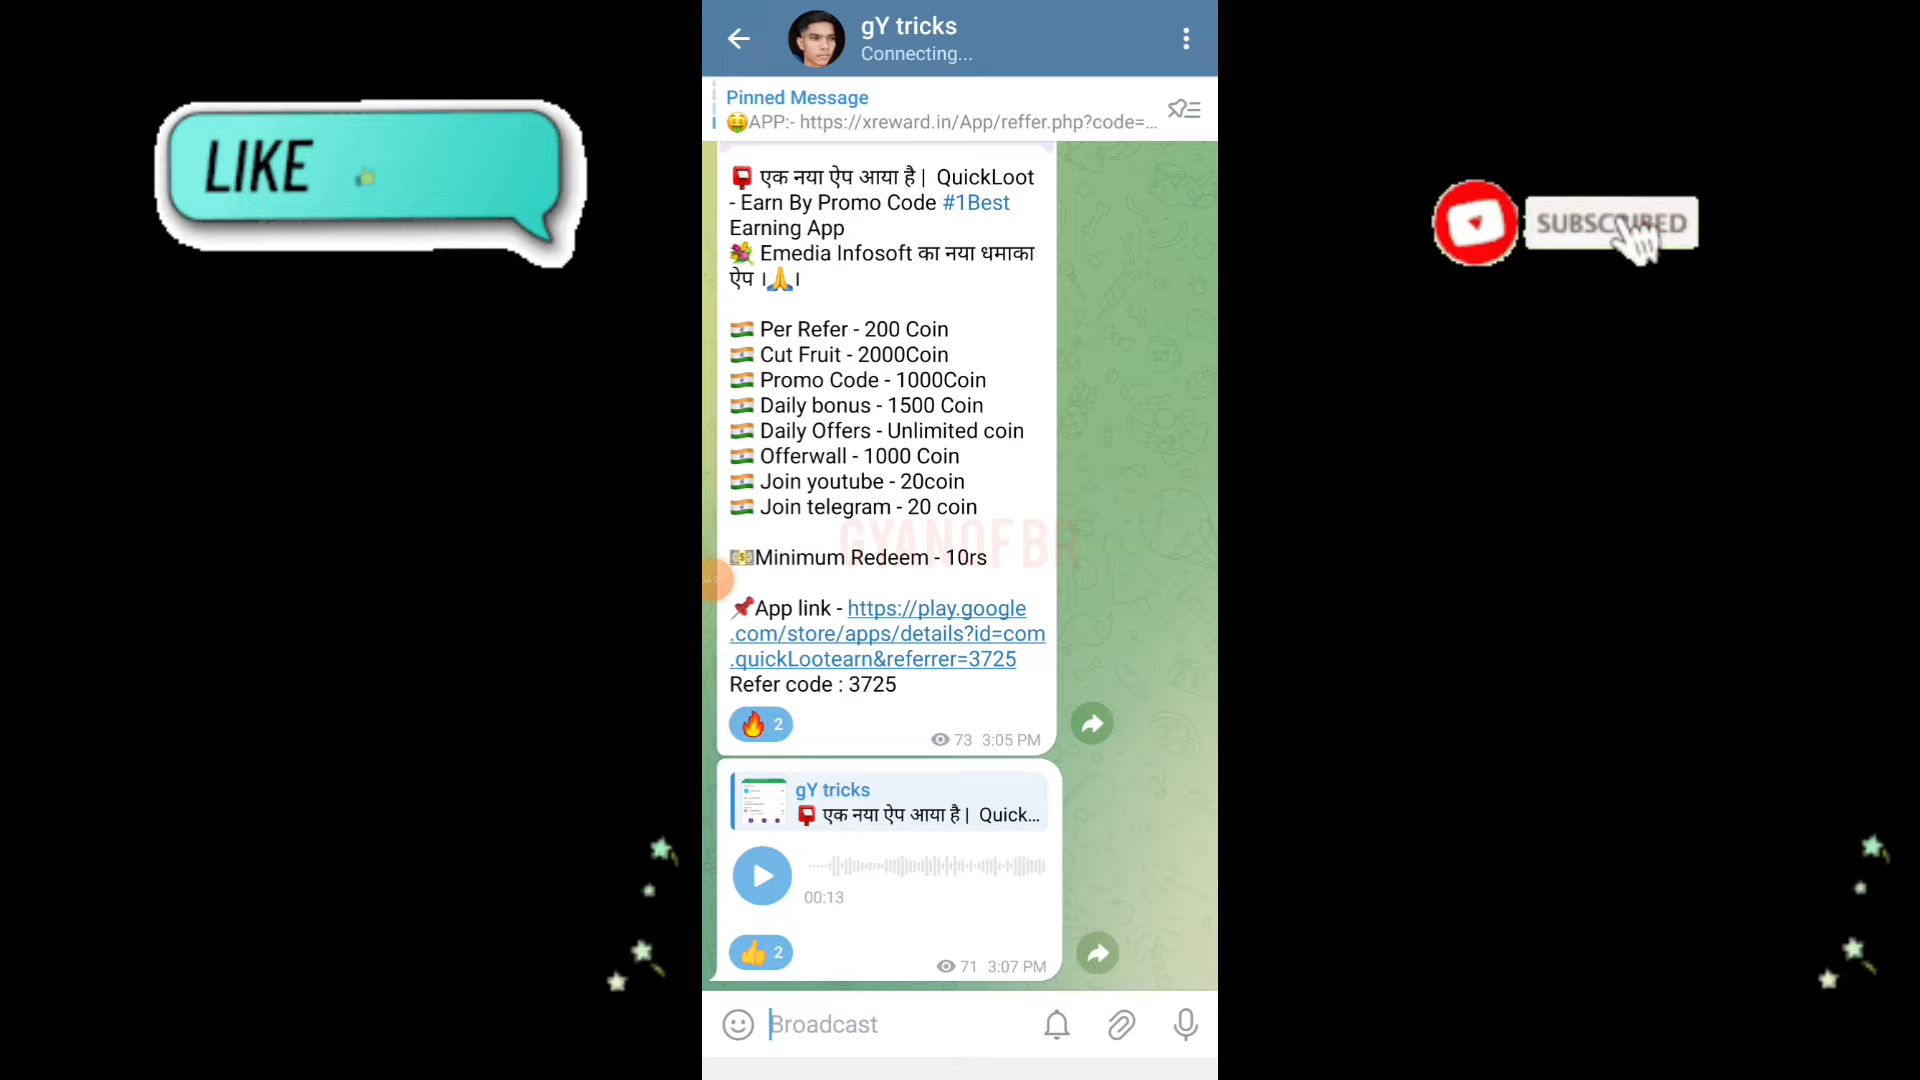 gY tricks
Connecting...
Pinned Message
🤑APP:- https://xreward.in/App/reffer.php?code=...
LIKE
SUBSCRIBED
📮 एक नया ऐप आया है | QuickLoot
- Earn By Promo Code #1Best
Earning App
💐 Emedia Infosoft का नया धमाका
ऐप ।🙏।
🇮🇳 Per Refer - 200 Coin
🇮🇳 Cut Fruit - 2000Coin
🇮🇳 Promo Code - 1000Coin
🇮🇳 Daily bonus - 1500 Coin
🇮🇳 Daily Offers - Unlimited coin
🇮🇳 Offerwall - 1000 Coin
🇮🇳 Join youtube - 20coin
🇮🇳 Join telegram - 20 coin
GYANOFBR
💵Minimum Redeem - 10rs
📌App link - https://play.google
.com/store/apps/details?id=com
.quickLootearn&referrer=3725
Refer code : 3725
🔥 2
73 3:05 PM
gY tricks
📮 एक नया ऐप आया है | Quick...
00:13
👍 2
71 3:07 PM
Broadcast